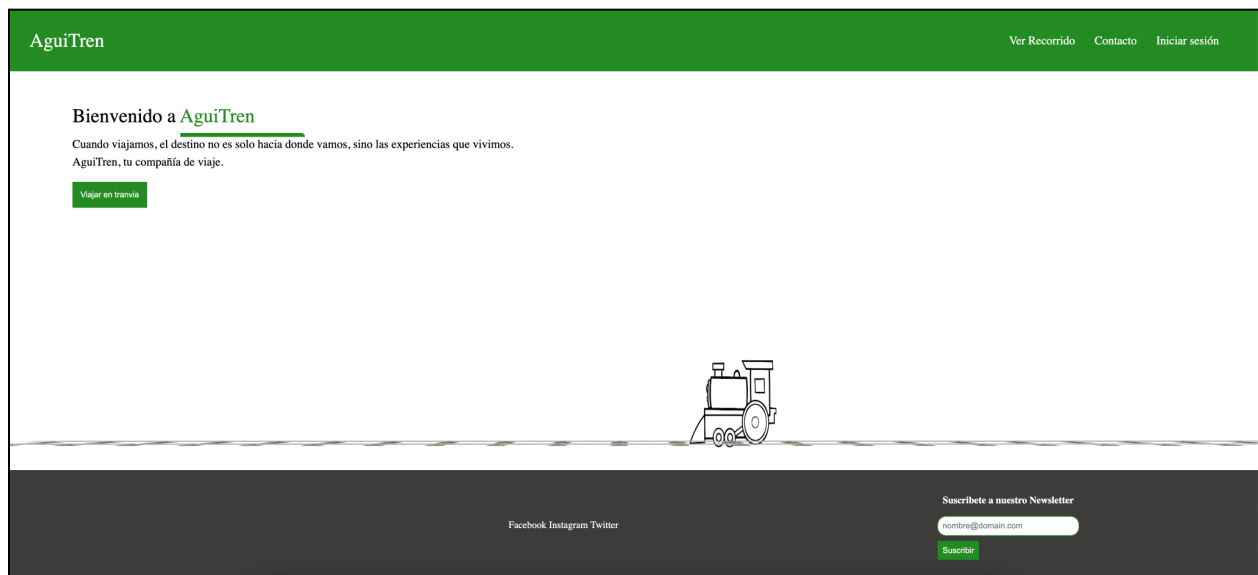 AguiTren
Ver Recorrido Contacto Iniciar sesión
Bienvenido a AguiTren
Cuando viajamos, el destino no es solo hacia donde vamos, sino las experiencias que vivimos.
AguiTren, tu compañía de viaje.
Viajar en tranvia
Suscribete a nuestro Newsletter
Facebook Instagram Twitter
nombre@domain.com
Suscribir